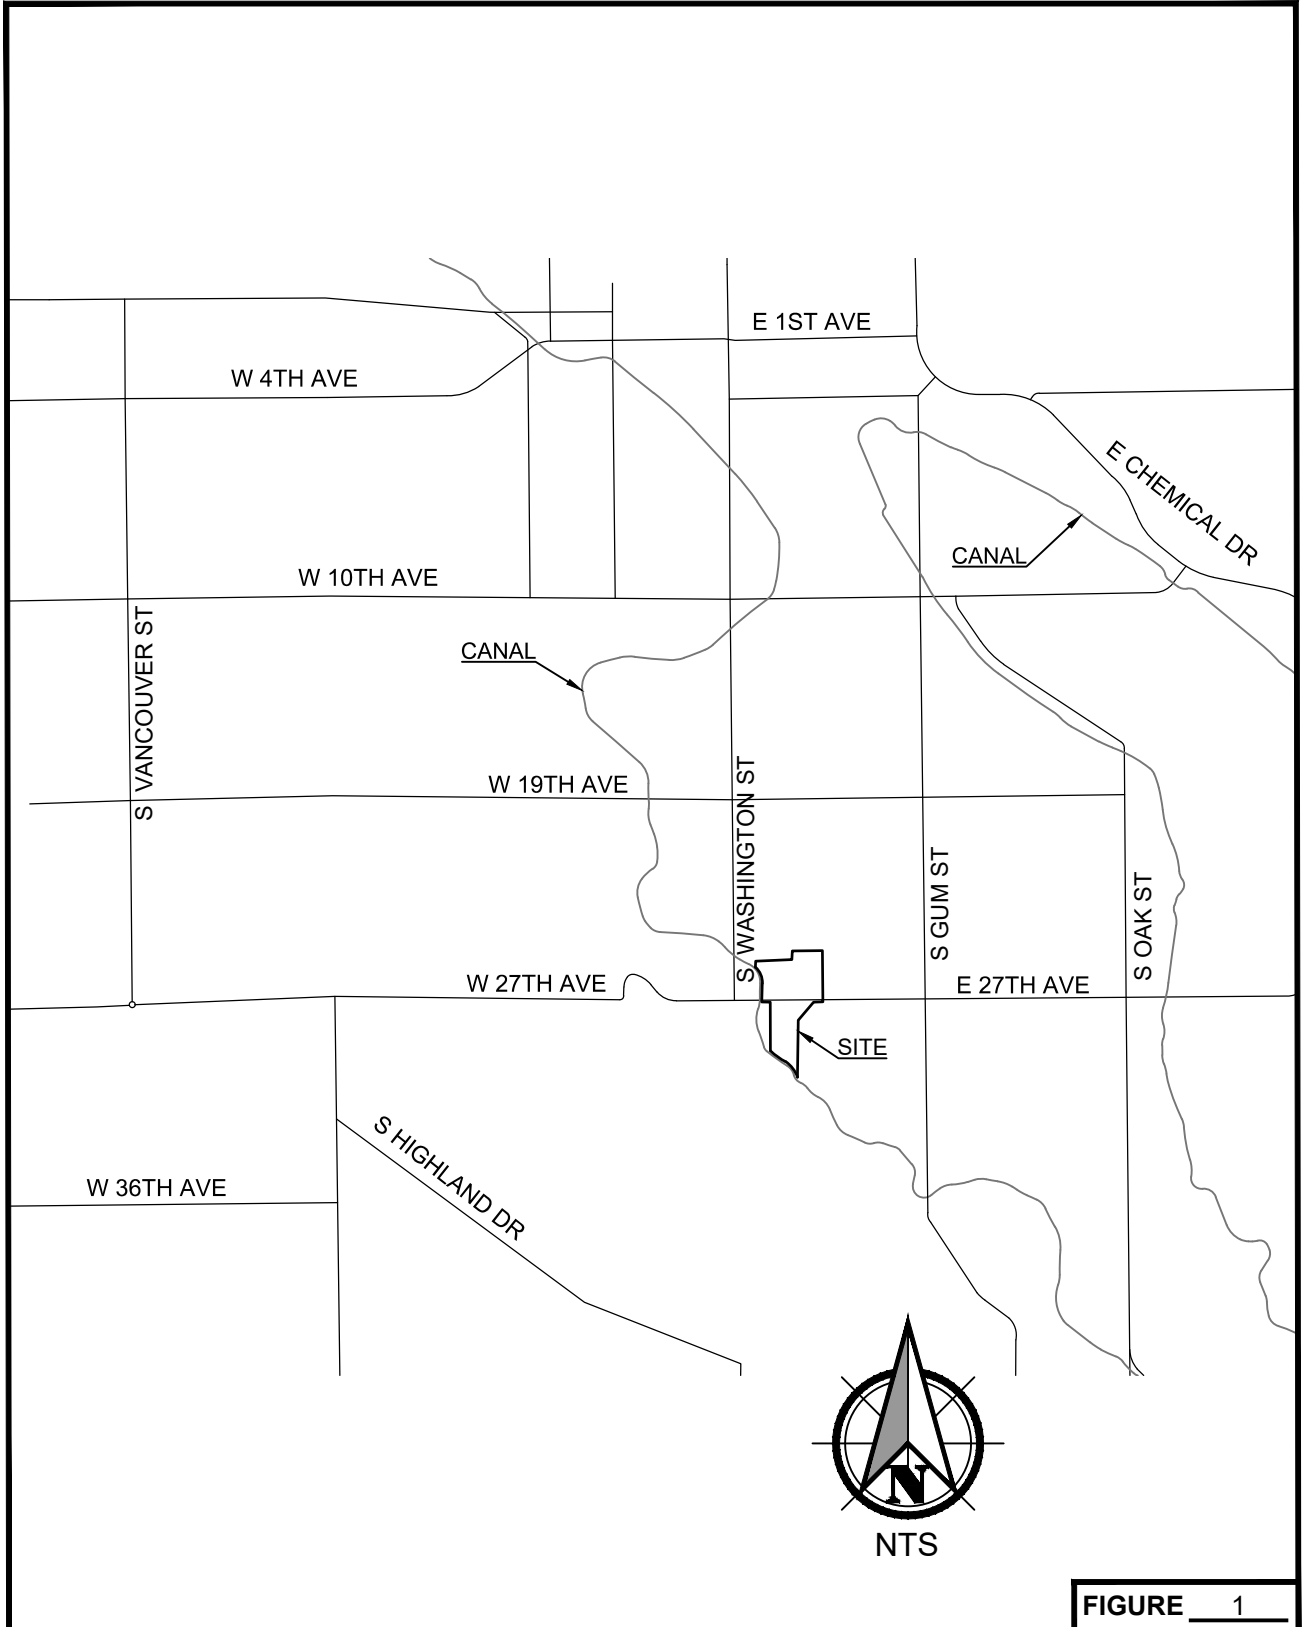 E 1ST AVE
W 4TH AVE
E CHEMICAL DR
CANAL
W 10TH AVE
S VANCOUVER ST
CANAL
W 19TH AVE
S WASHINGTON ST
S GUM ST
S OAK ST
W 27TH AVE
E 27TH AVE
SITE
S HIGHLAND DR
W 36TH AVE
N
NTS
FIGURE 1